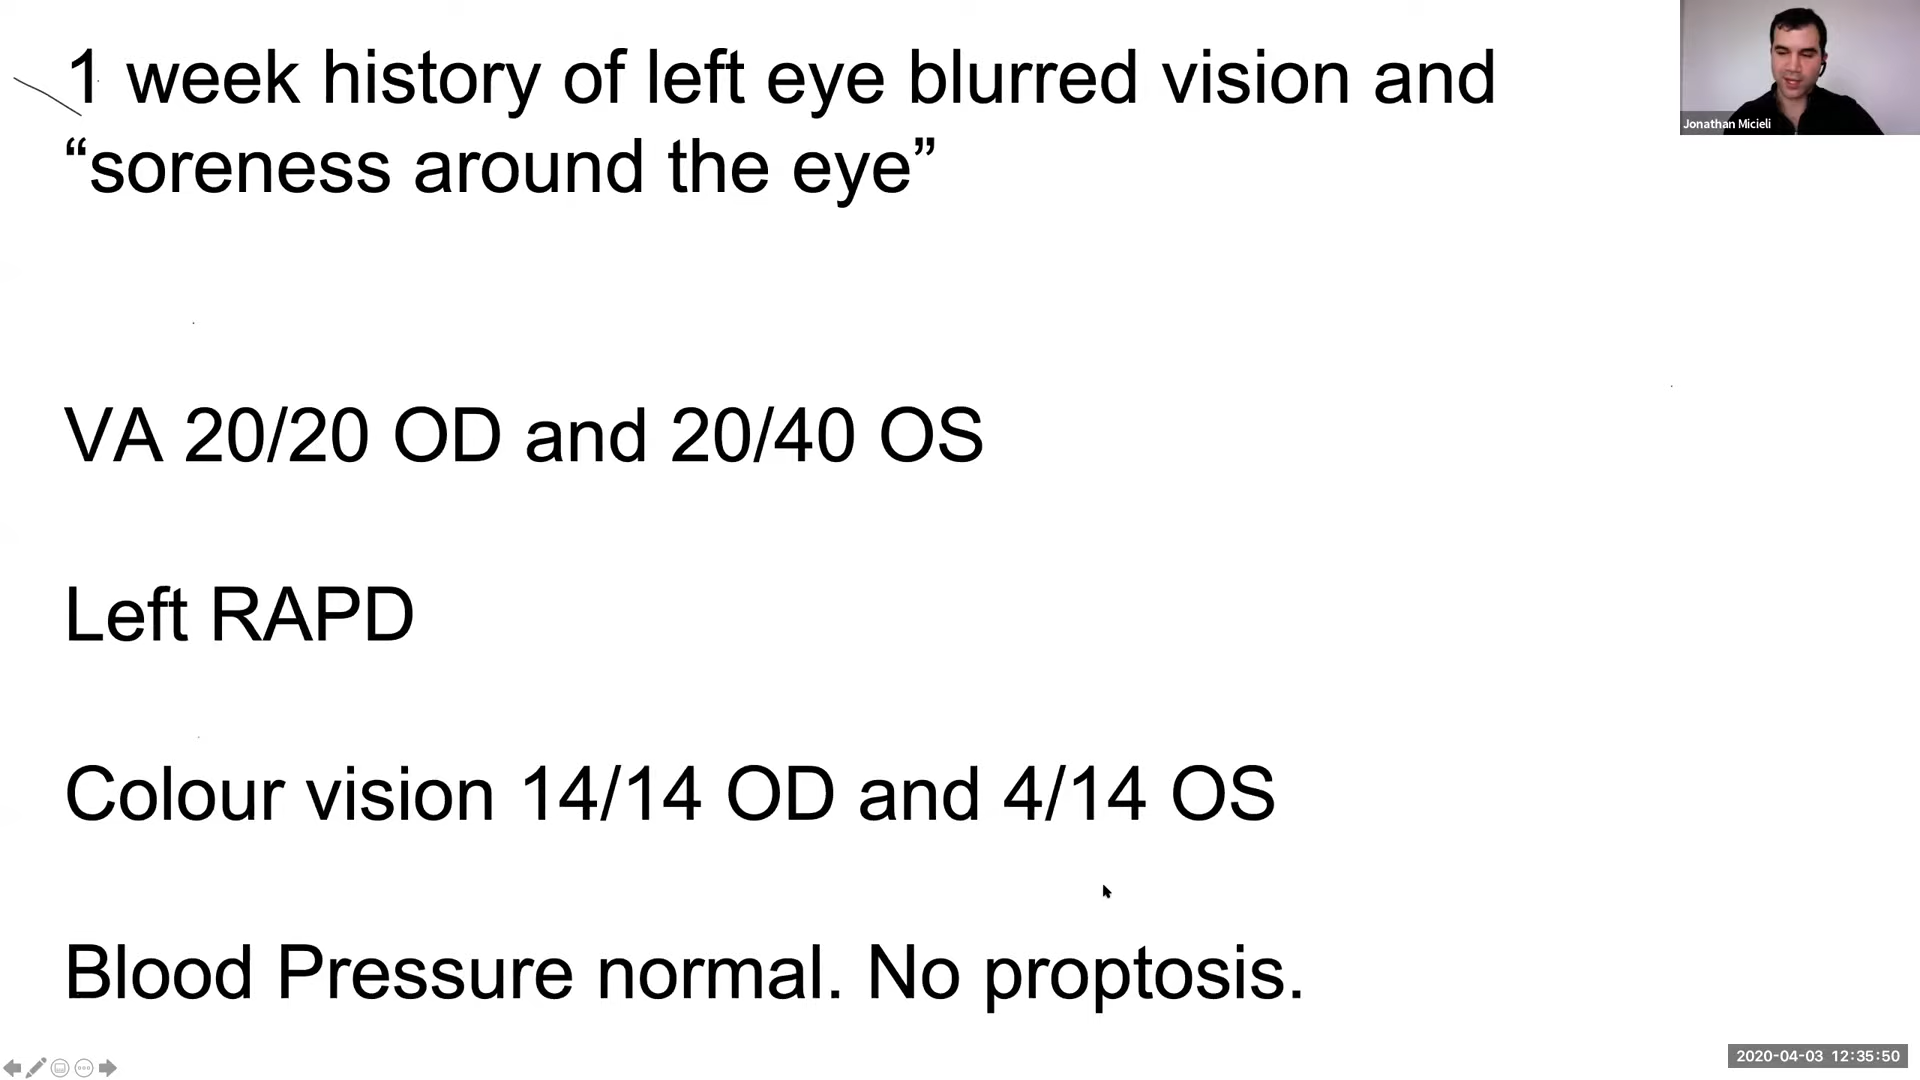 1 week history of left eye blurred vision and
“soreness around the eye”
Jonathan Micieli
VA 20/20 OD and 20/40 OS
Left RAPD
Colour vision 14/14 OD and 4/14 OS
Blood Pressure normal. No proptosis.
2020-04-03 12:35:50